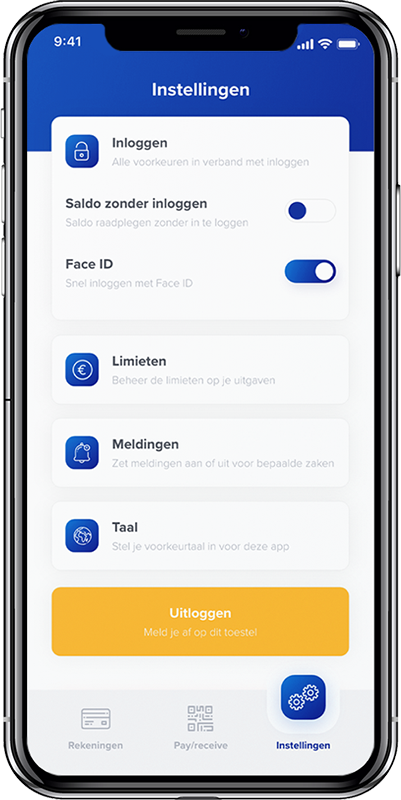 9:41
Instellingen
Inloggen
Alle voorkeuren in verband met inloggen
Saldo zonder inloggen
Saldo raadplegen zonder in te loggen
Face ID
Snel inloggen met Face ID
Limieten
Beheer de limieten op je uitgaven
Meldingen
Zet meldingen aan of uit voor bepaalde zaken
Taal
Stel je voorkeurtaal in voor deze app
Uitloggen
Meld je af op dit toestel
Rekeningen
Pay/receive
Instellingen